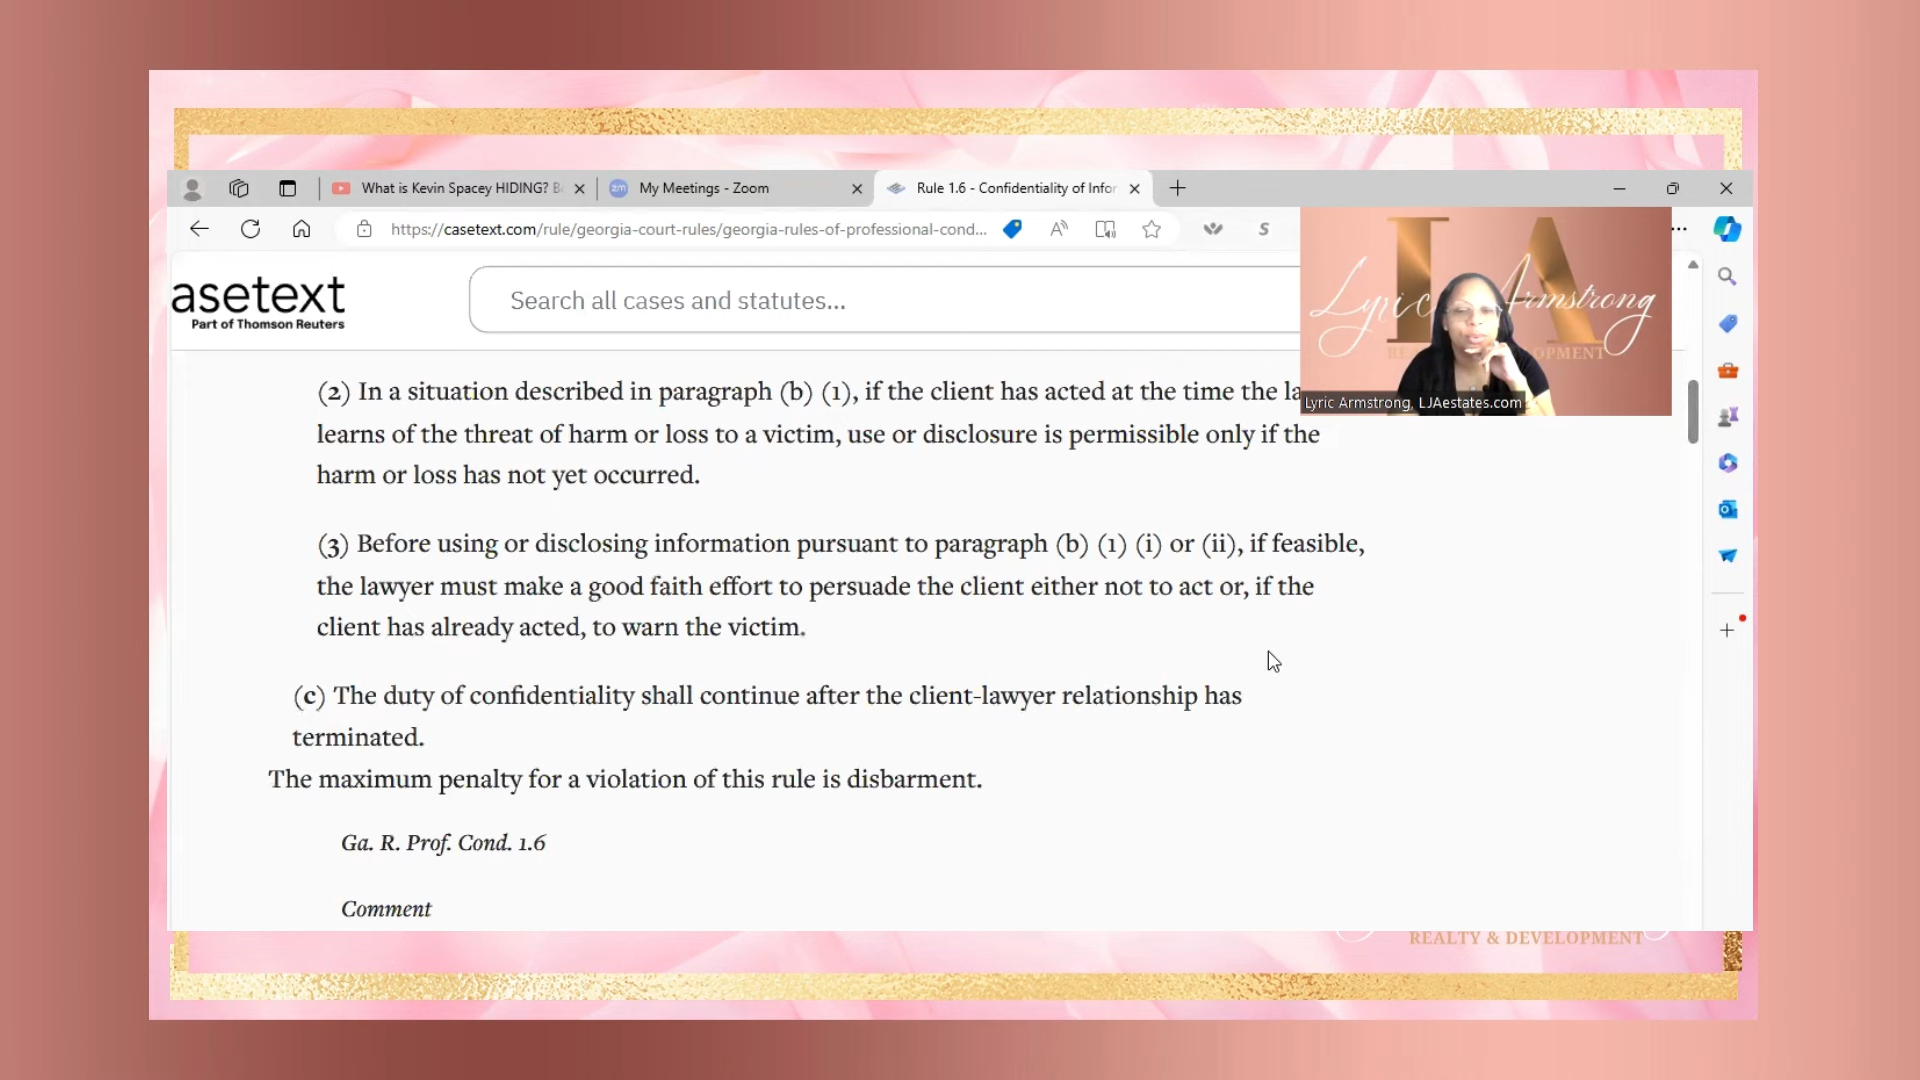 What is Kevin Spacey HIDING? B
My Meetings - Zoom
Rule 1.6 - Confidentiality of Infor
https://casetext.com/rule/georgia-court-rules/georgia-rules-of-professional-cond...
asetext
Part of Thomson Reuters
Search all cases and statutes...
LA
Lyric Armstrong
OPMENT
Lyric Armstrong, LJAestates.com
(2) In a situation described in paragraph (b) (1), if the client has acted at the time the la
learns of the threat of harm or loss to a victim, use or disclosure is permissible only if the
harm or loss has not yet occurred.
(3) Before using or disclosing information pursuant to paragraph (b) (1) (i) or (ii), if feasible,
the lawyer must make a good faith effort to persuade the client either not to act or, if the
client has already acted, to warn the victim.
(c) The duty of confidentiality shall continue after the client-lawyer relationship has
terminated.
The maximum penalty for a violation of this rule is disbarment.
Ga. R. Prof. Cond. 1.6
Comment
REALTY & DEVELOPMENT